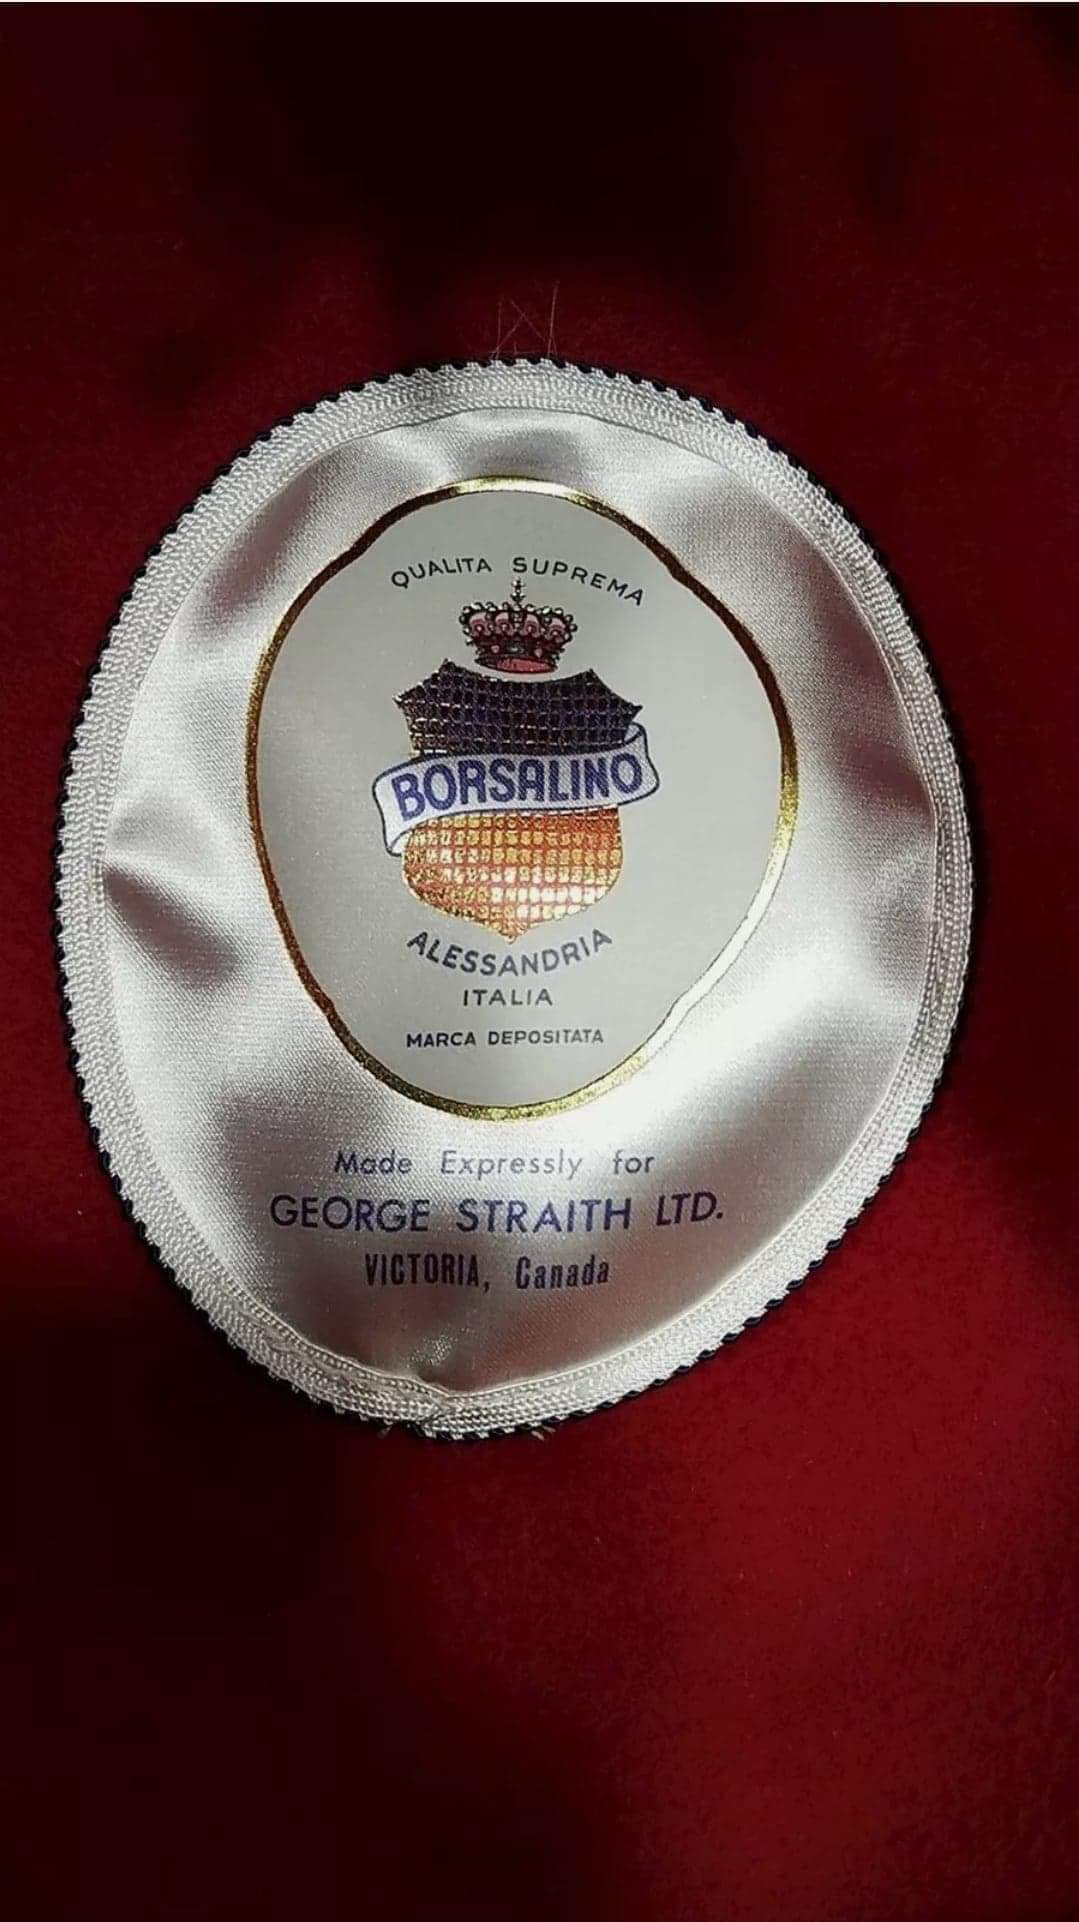 QUALITA SUPREMA
BORSALINO
ALESSANDRIA
ITALIA
MARCA DEPOSITATA
Made Expressly for
GEORGE STRAITH LTD.
VICTORIA, Canada